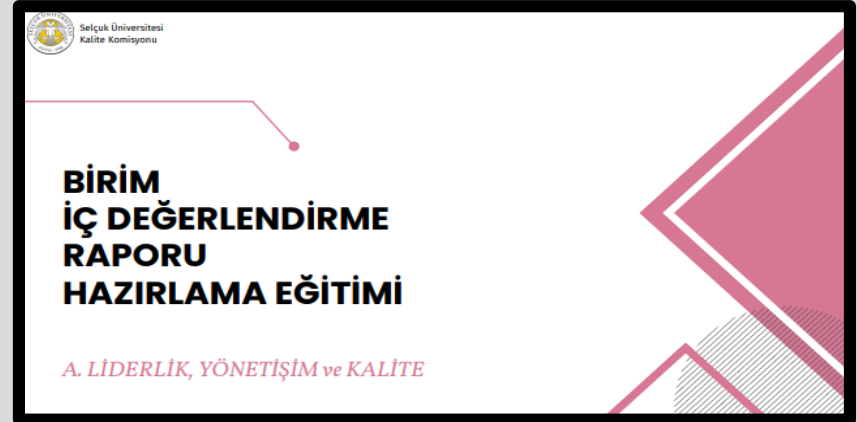 Selçuk Üniversitesi
Kalite Komisyonu
BİRİM
İÇ DEĞERLENDİRME
RAPORU
HAZIRLAMA EĞİTİMİ
A. LİDERLİK, YÖNETİŞİM ve KALİTE